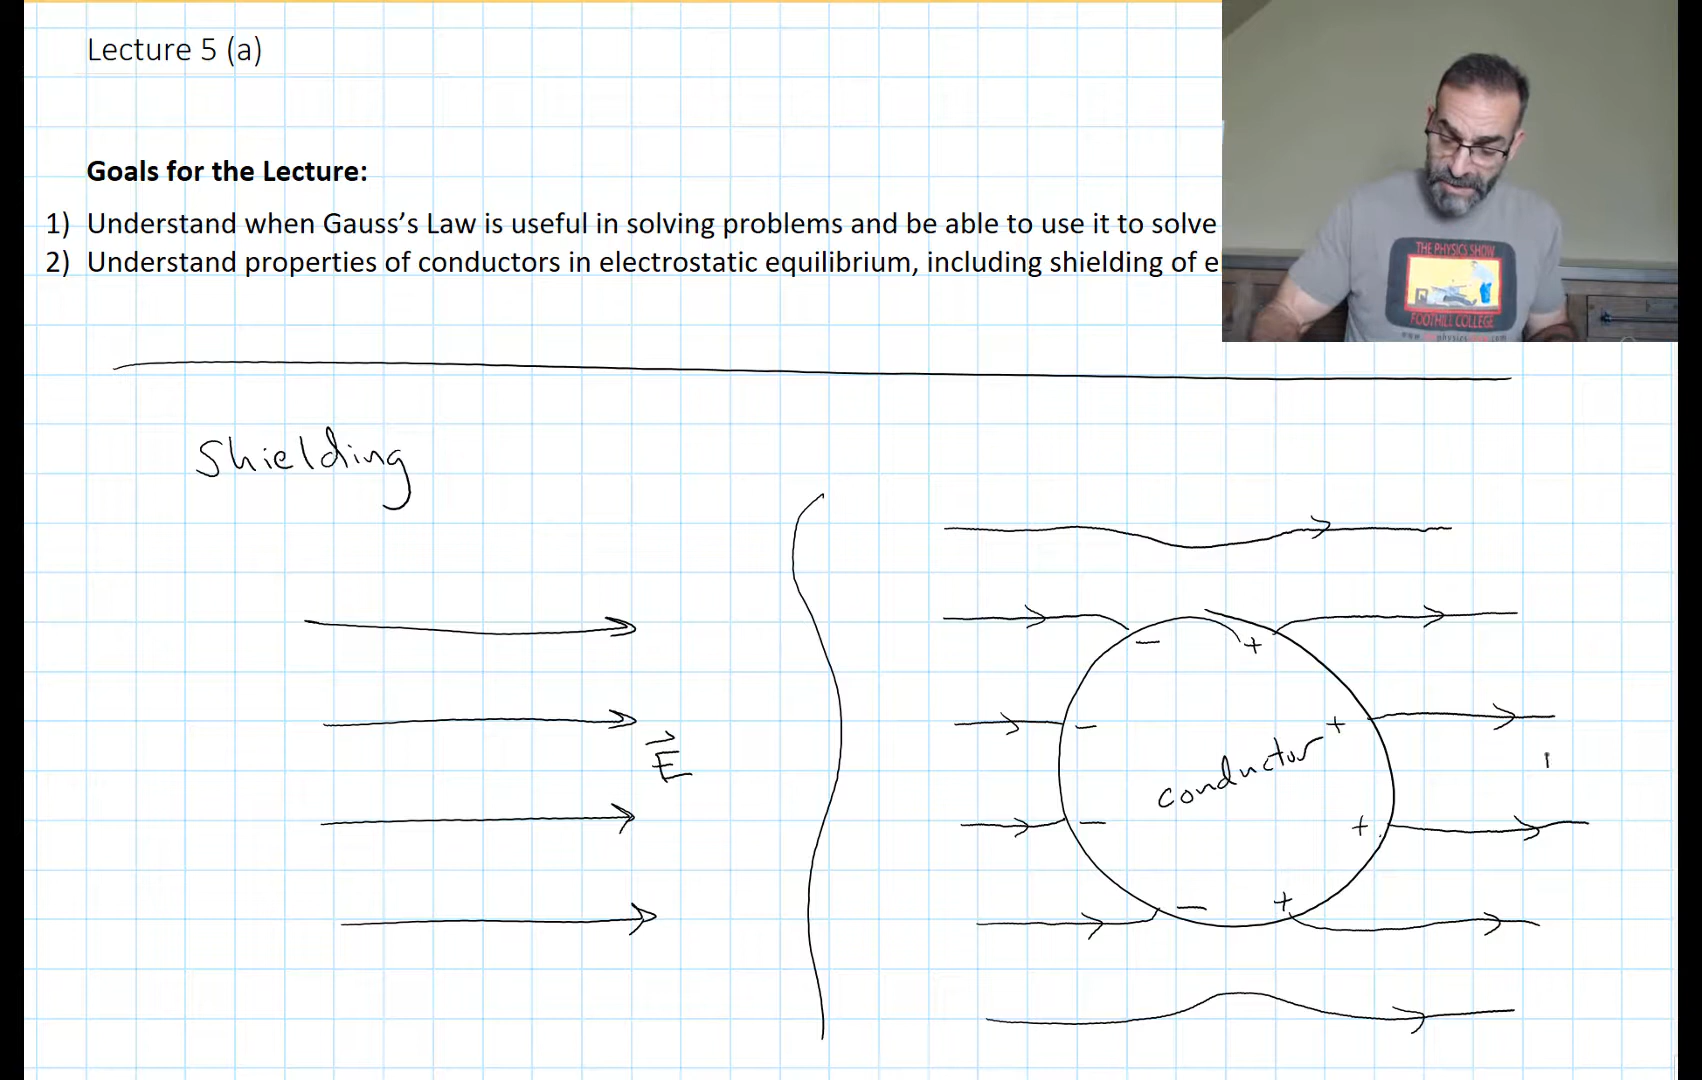 Lecture 5 (a)
Goals for the Lecture:
1) Understand when Gauss's Law is useful in solving problems and be able to use it to solve
2) Understand properties of conductors in electrostatic equilibrium, including shielding of e
THE PHYSICS SHOW
FOOTHILL COLLEGE
Shielding
E
- +
- +
conductor
- +
- +